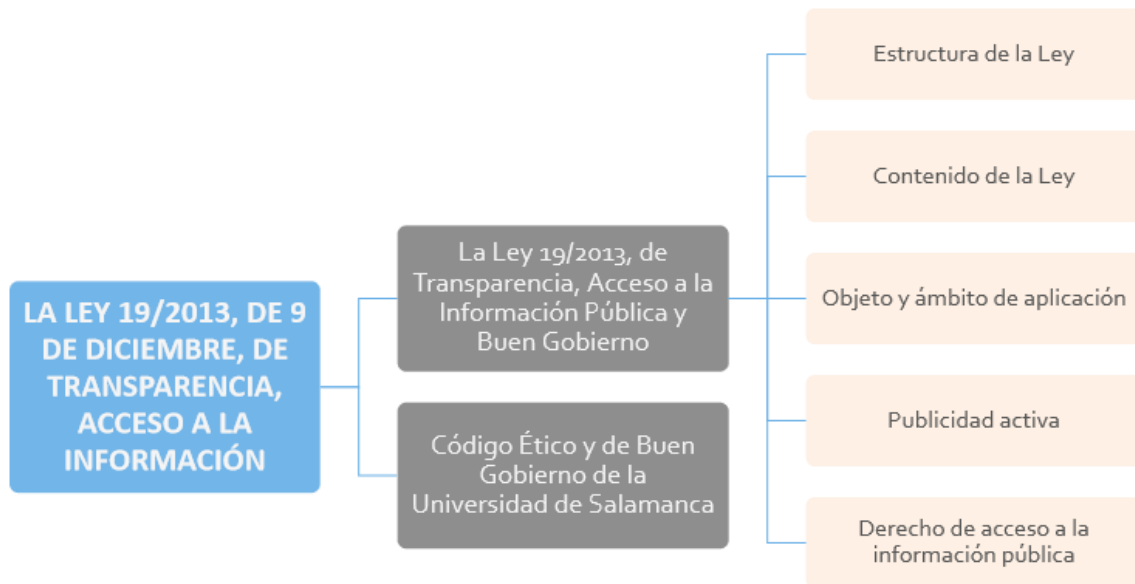 LA LEY 19/2013, DE 9
DE DICIEMBRE, DE
TRANSPARENCIA,
ACCESO A LA
INFORMACIÓN
La Ley 19/2013, de
Transparencia, Acceso a la
Información Pública y
Buen Gobierno
Código Ético y de Buen
Gobierno de la
Universidad de Salamanca
Estructura de la Ley
Contenido de la Ley
Objeto y ámbito de aplicación
Publicidad activa
Derecho de acceso a la
información pública